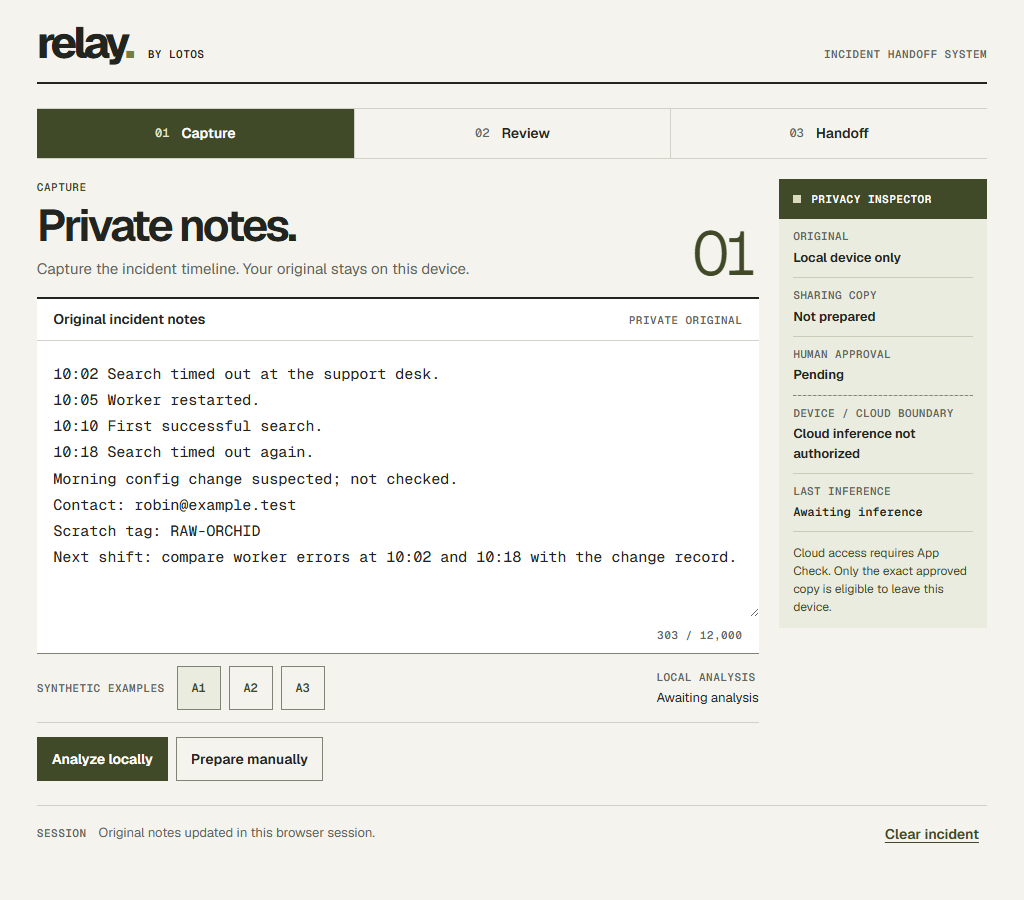 relay. BY LOTOS
INCIDENT HANDOFF SYSTEM
01 Capture
02 Review
03 Handoff
CAPTURE
Private notes.
Capture the incident timeline. Your original stays on this device.
01
Original incident notes
PRIVATE ORIGINAL
10:02 Search timed out at the support desk.
10:05 Worker restarted.
10:10 First successful search.
10:18 Search timed out again.
Morning config change suspected; not checked.
Contact: robin@example.test
Scratch tag: RAW-ORCHID
Next shift: compare worker errors at 10:02 and 10:18 with the change record.
303 / 12,000
SYNTHETIC EXAMPLES
A1
A2
A3
LOCAL ANALYSIS
Awaiting analysis
Analyze locally
Prepare manually
PRIVACY INSPECTOR
ORIGINAL
Local device only
SHARING COPY
Not prepared
HUMAN APPROVAL
Pending
DEVICE / CLOUD BOUNDARY
Cloud inference not
authorized
LAST INFERENCE
Awaiting inference
Cloud access requires App
Check. Only the exact approved
copy is eligible to leave this
device.
SESSION Original notes updated in this browser session.
Clear incident